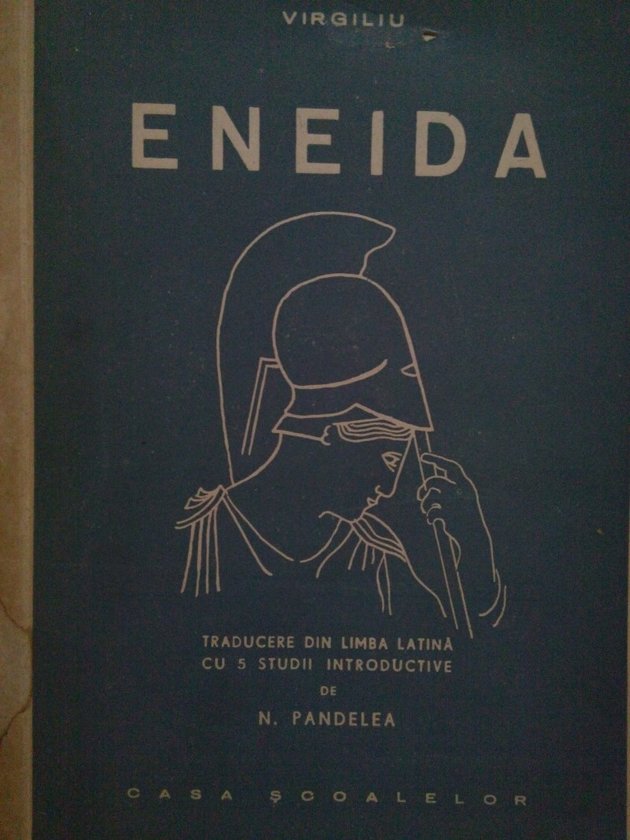 VIRGILIU
ENEIDA
TRADUCERE DIN LIMBA LATINĂ
CU 5 STUDII INTRODUCTIVE
DE
N. PANDELEA
CASA ȘCOALELOR